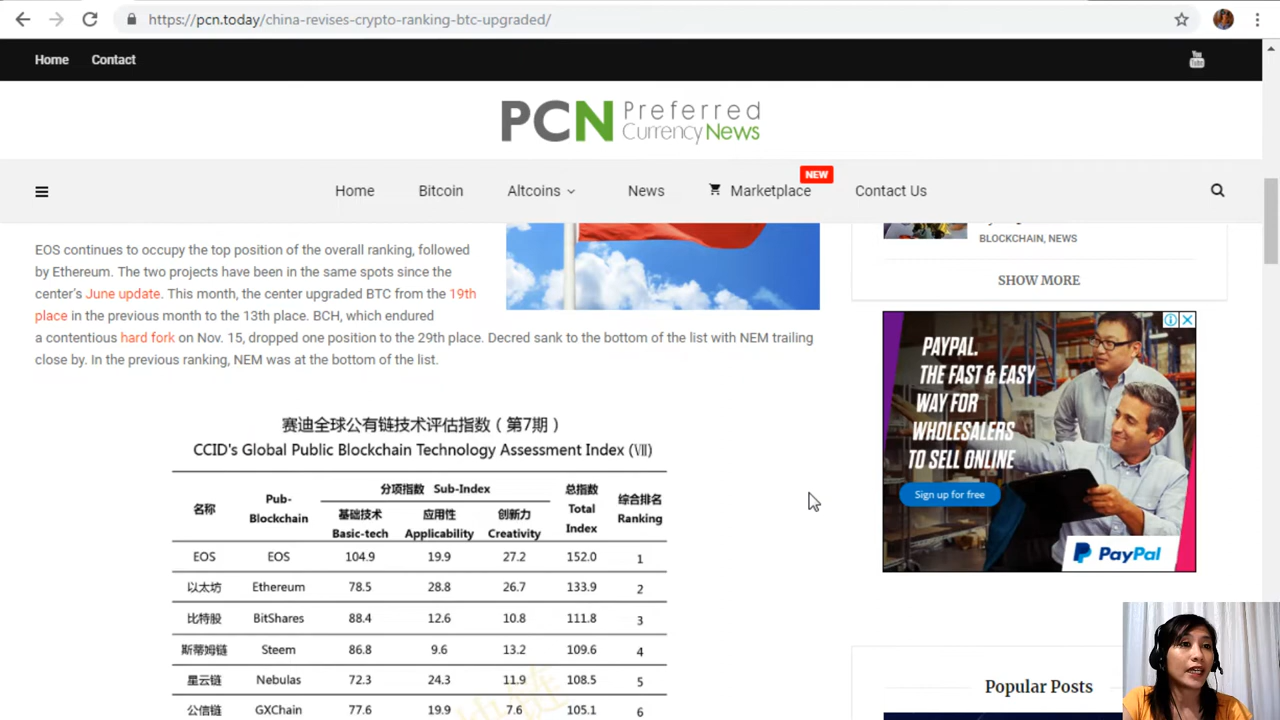 https://pcn.today/china-revises-crypto-ranking-btc-upgraded/
Home Contact
You Tube
PCN Preferred Currency News
NEW
Home Bitcoin Altcoins News Marketplace Contact Us
BLOCKCHAIN, NEWS
SHOW MORE
EOS continues to occupy the top position of the overall ranking, followed
by Ethereum. The two projects have been in the same spots since the
center's June update. This month, the center upgraded BTC from the 19th
place in the previous month to the 13th place. BCH, which endured
a contentious hard fork on Nov. 15, dropped one position to the 29th place. Decred sank to the bottom of the list with NEM trailing
close by. In the previous ranking, NEM was at the bottom of the list.
赛迪全球公有链技术评估指数（第7期）
CCID's Global Public Blockchain Technology Assessment Index (Ⅶ)
名称 Pub-Blockchain 分项指数 Sub-Index 总指数 Total Index 综合排名 Ranking
基础技术 Basic-tech 应用性 Applicability 创新力 Creativity
EOS EOS 104.9 19.9 27.2 152.0 1
以太坊 Ethereum 78.5 28.8 26.7 133.9 2
比特股 BitShares 88.4 12.6 10.8 111.8 3
斯蒂姆链 Steem 86.8 9.6 13.2 109.6 4
星云链 Nebulas 72.3 24.3 11.9 108.5 5
公信链 GXChain 77.6 19.9 7.6 105.1 6
PAYPAL.
THE FAST & EASY
WAY FOR
WHOLESALERS
TO SELL ONLINE
Sign up for free
PayPal
Popular Posts